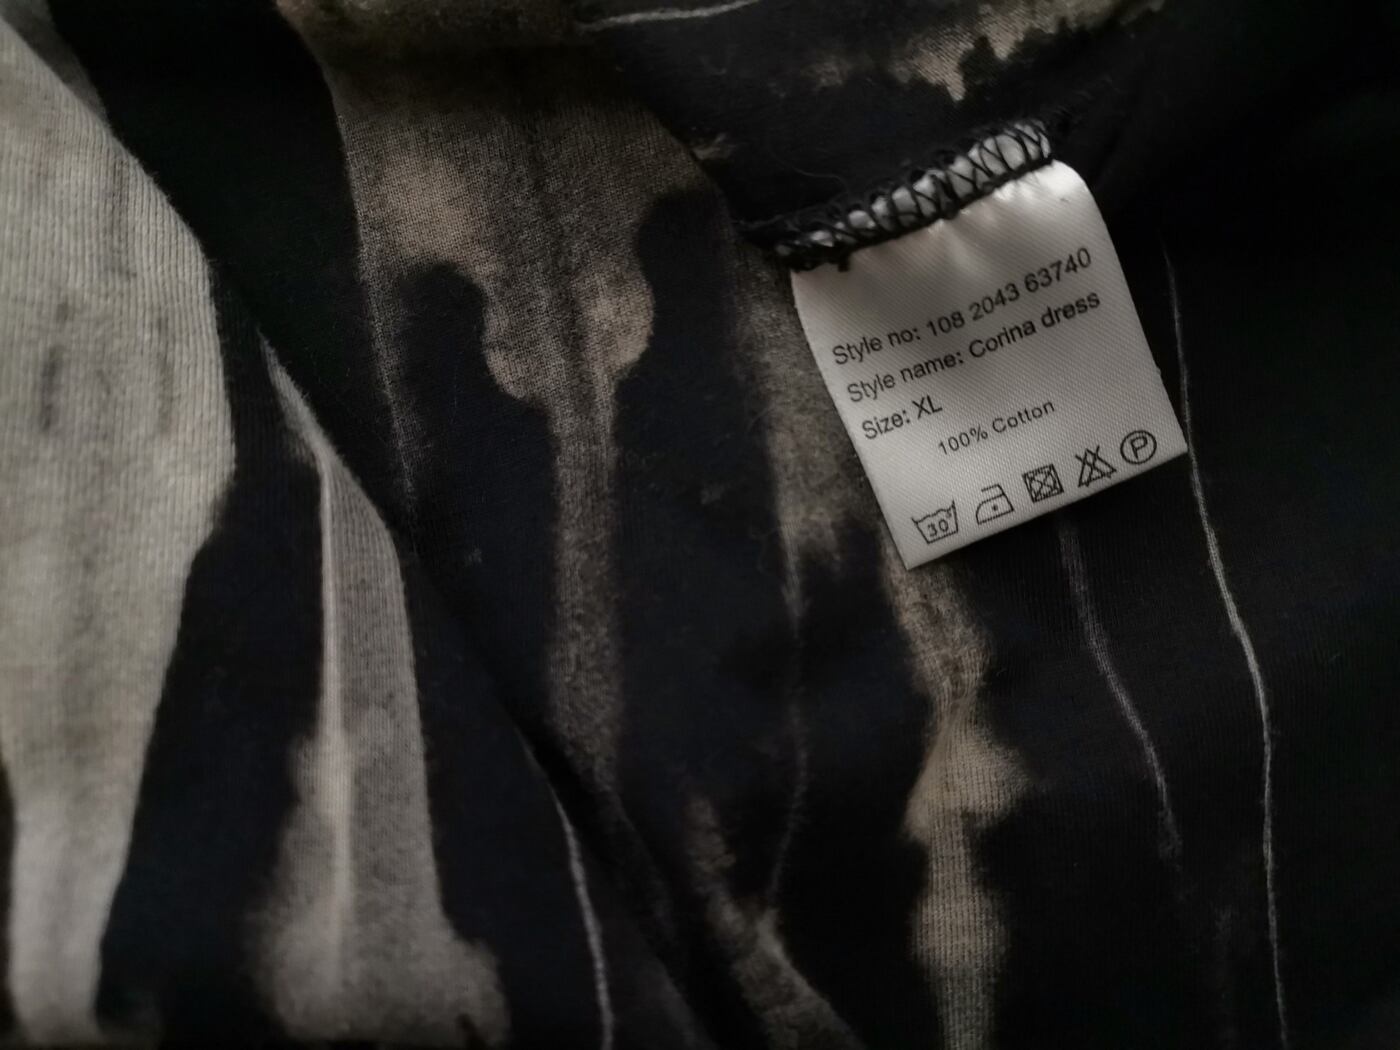 Style no: 108 2043 63740
Style name: Corina dress
Size: XL
100% Cotton
30°
P